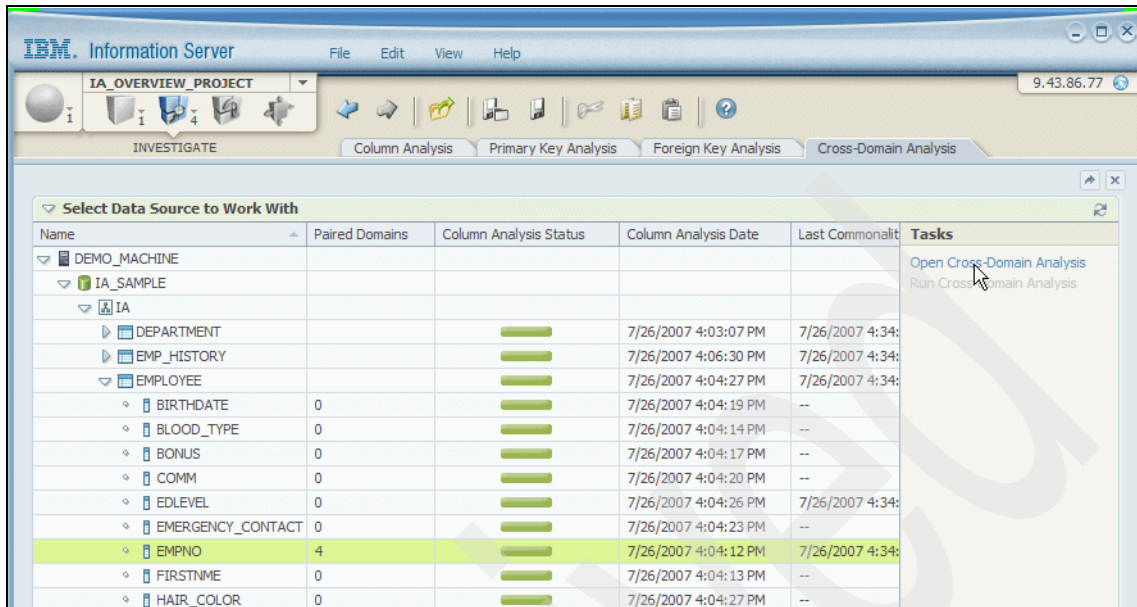 IBM. Information Server File Edit View Help
IA_OVERVIEW_PROJECT 9.43.86.77
1 1 4
INVESTIGATE Column Analysis Primary Key Analysis Foreign Key Analysis Cross-Domain Analysis
Select Data Source to Work With
Name Paired Domains Column Analysis Status Column Analysis Date Last Commonalit Tasks
DEMO_MACHINE Open Cross-Domain Analysis
IA_SAMPLE Run Cross-Domain Analysis
IA
DEPARTMENT 7/26/2007 4:03:07 PM 7/26/2007 4:34:
EMP_HISTORY 7/26/2007 4:06:30 PM 7/26/2007 4:34:
EMPLOYEE 7/26/2007 4:04:27 PM 7/26/2007 4:34:
BIRTHDATE 0 7/26/2007 4:04:19 PM --
BLOOD_TYPE 0 7/26/2007 4:04:14 PM --
BONUS 0 7/26/2007 4:04:17 PM --
COMM 0 7/26/2007 4:04:20 PM --
EDLEVEL 0 7/26/2007 4:04:26 PM 7/26/2007 4:34:
EMERGENCY_CONTACT 0 7/26/2007 4:04:23 PM --
EMPNO 4 7/26/2007 4:04:12 PM 7/26/2007 4:34:
FIRSTNME 0 7/26/2007 4:04:13 PM --
HAIR_COLOR 0 7/26/2007 4:04:27 PM --